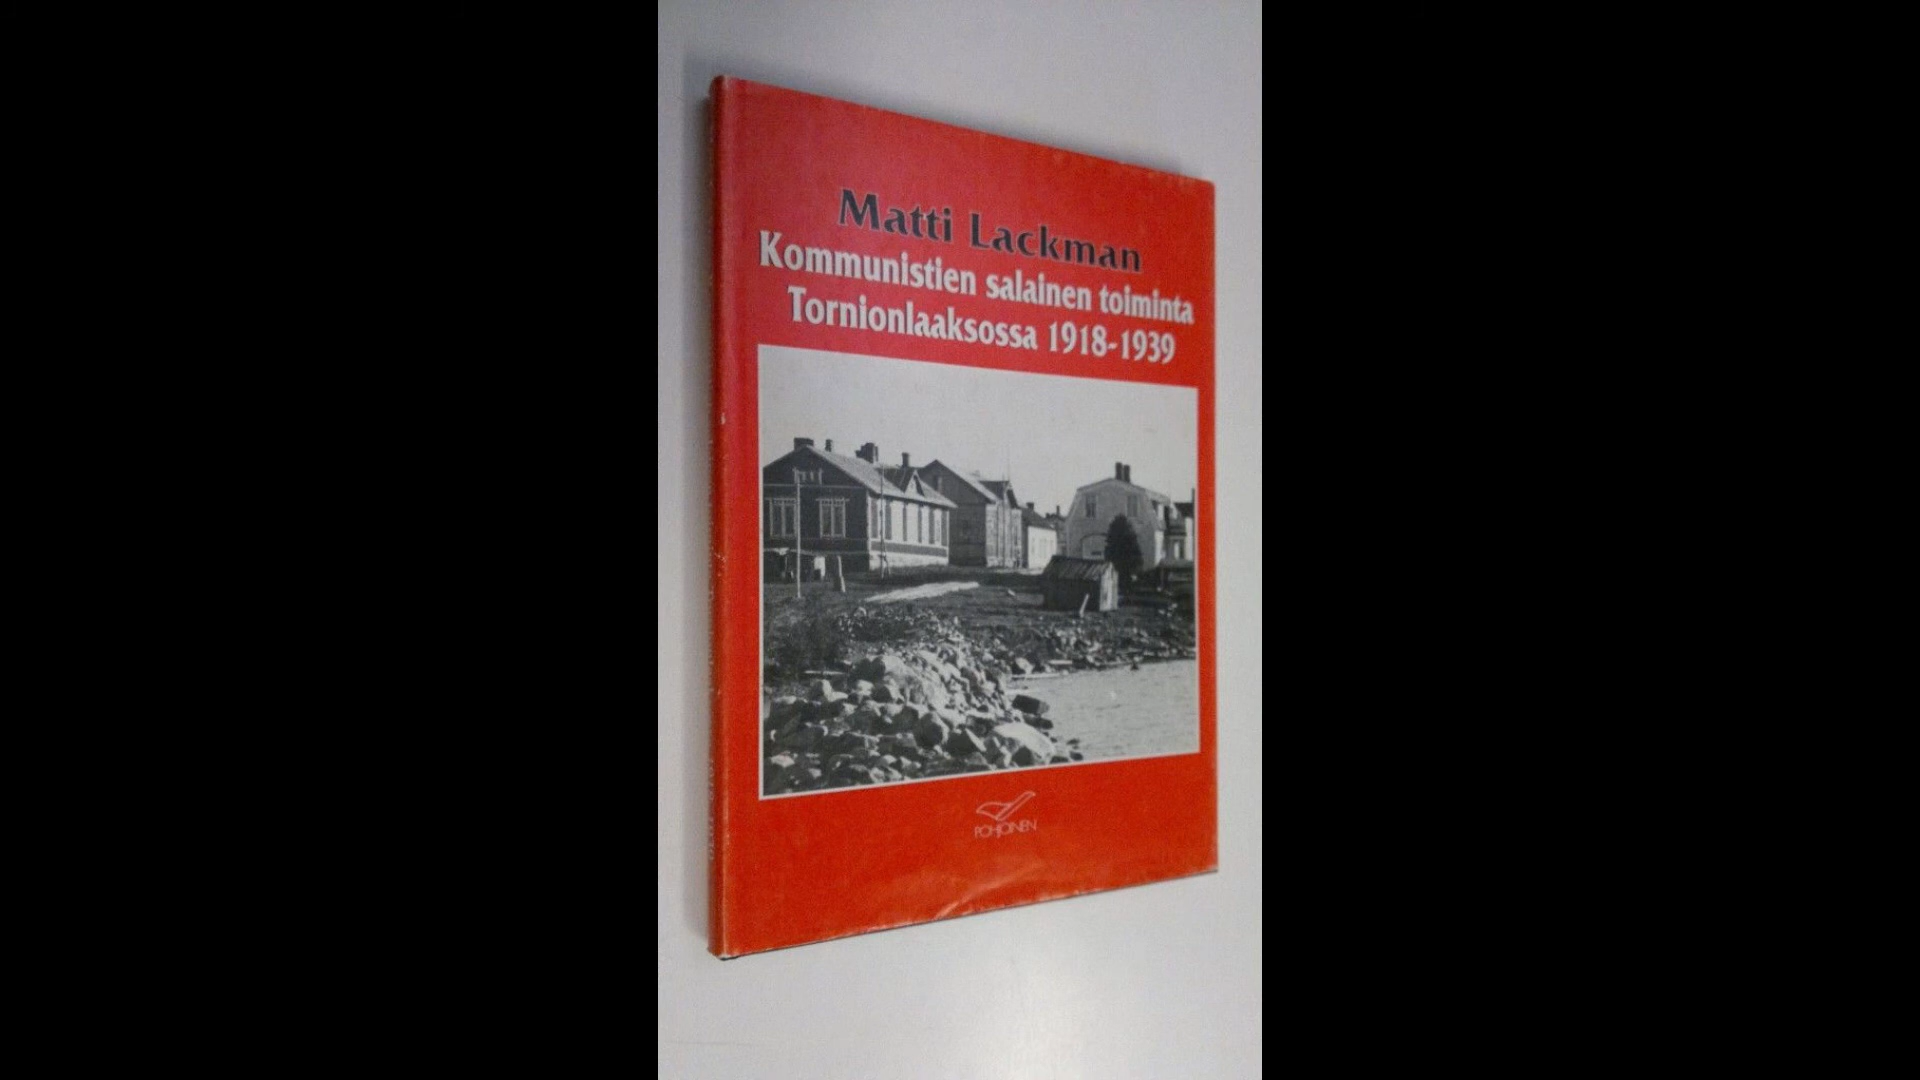 Matti Lackman
Kommunistien salainen toiminta
Tornionlaaksossa 1918-1939
POHJOINEN